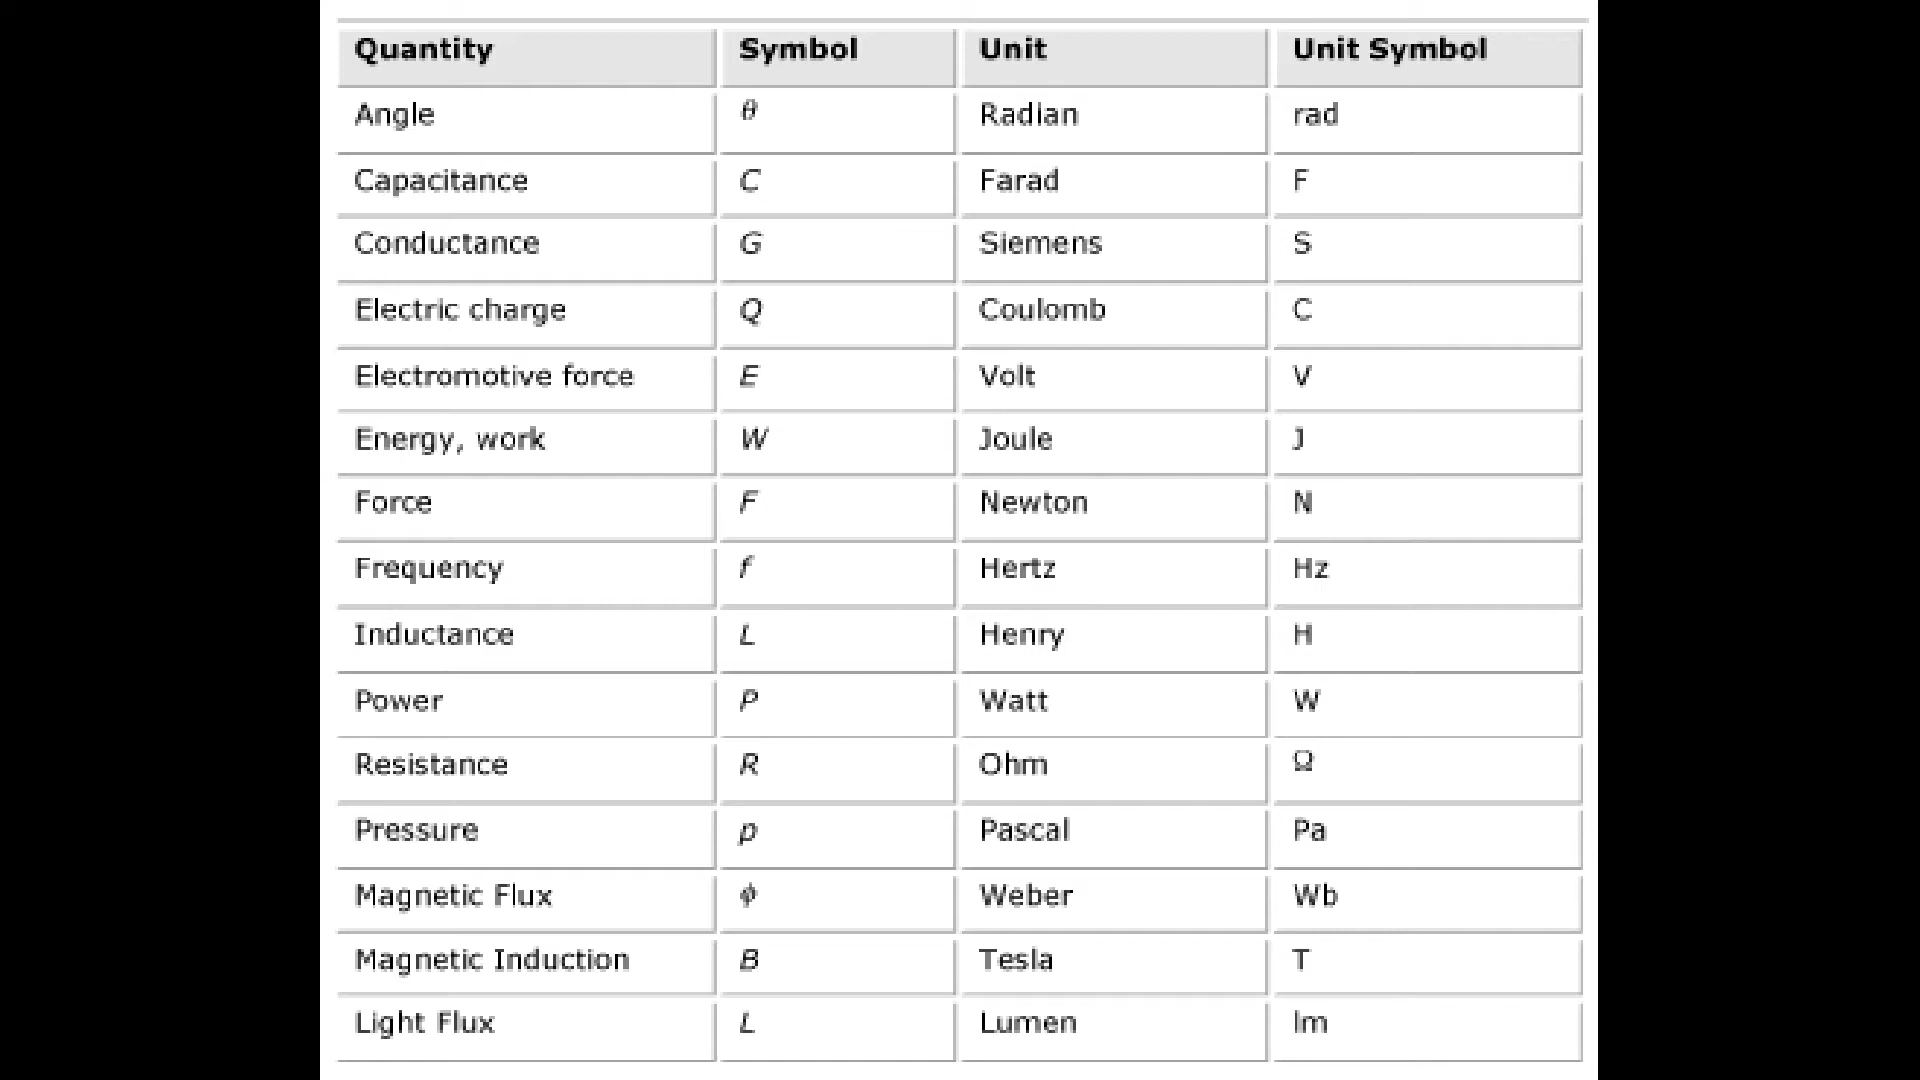 Quantity Symbol Unit Unit Symbol
Angle θ Radian rad
Capacitance C Farad F
Conductance G Siemens S
Electric charge Q Coulomb C
Electromotive force E Volt V
Energy, work W Joule J
Force F Newton N
Frequency f Hertz Hz
Inductance L Henry H
Power P Watt W
Resistance R Ohm Ω
Pressure p Pascal Pa
Magnetic Flux ϕ Weber Wb
Magnetic Induction B Tesla T
Light Flux L Lumen lm